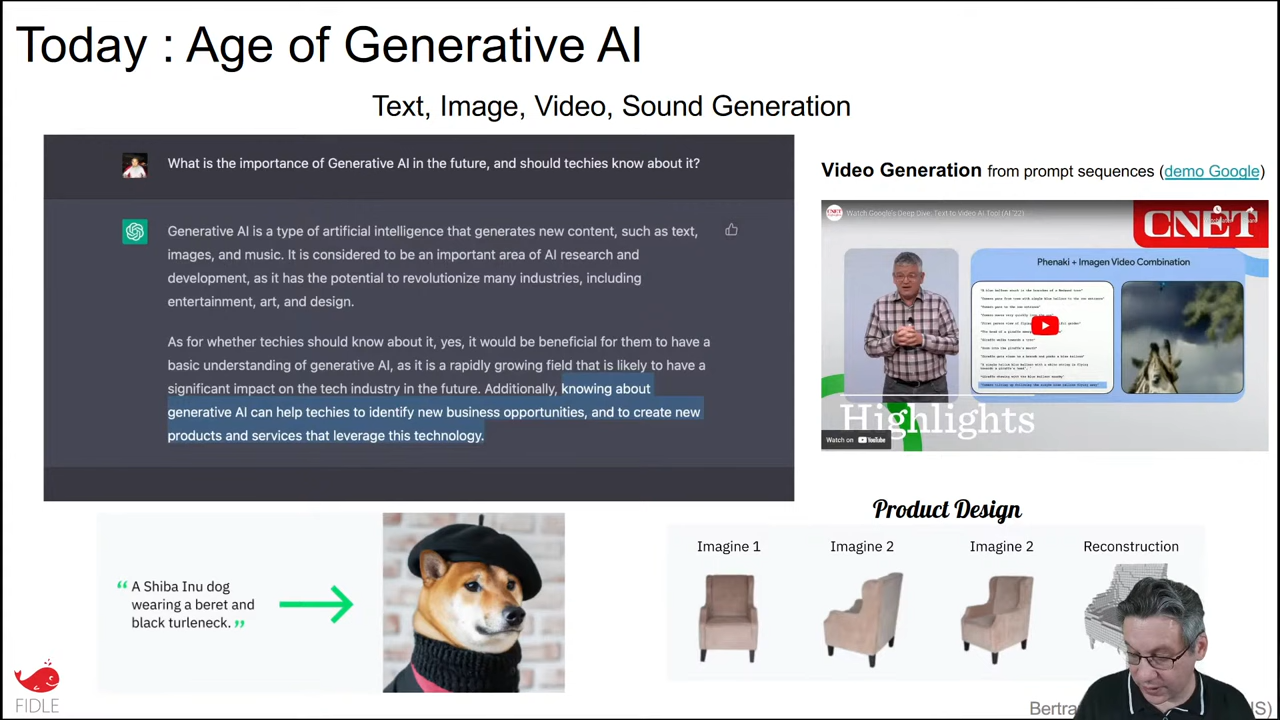 Today : Age of Generative AI
Text, Image, Video, Sound Generation
What is the importance of Generative AI in the future, and should techies know about it?
Generative AI is a type of artificial intelligence that generates new content, such as text,
images, and music. It is considered to be an important area of AI research and
development, as it has the potential to revolutionize many industries, including
entertainment, art, and design.
As for whether techies should know about it, yes, it would be beneficial for them to have a
basic understanding of generative AI, as it is a rapidly growing field that is likely to have a
significant impact on the tech industry in the future. Additionally, knowing about
generative AI can help techies to identify new business opportunities, and to create new
products and services that leverage this technology.
Video Generation from prompt sequences (demo Google)
Watch Google's Deep Dive: Text to Video AI Tool (AI '22)
CNET
Phenaki + Imagen Video Combination
Highlights
Watch on YouTube
“ A Shiba Inu dog
wearing a beret and
black turleneck. ”
Product Design
Imagine 1
Imagine 2
Imagine 2
Reconstruction
FIDLE
Bertra
S)